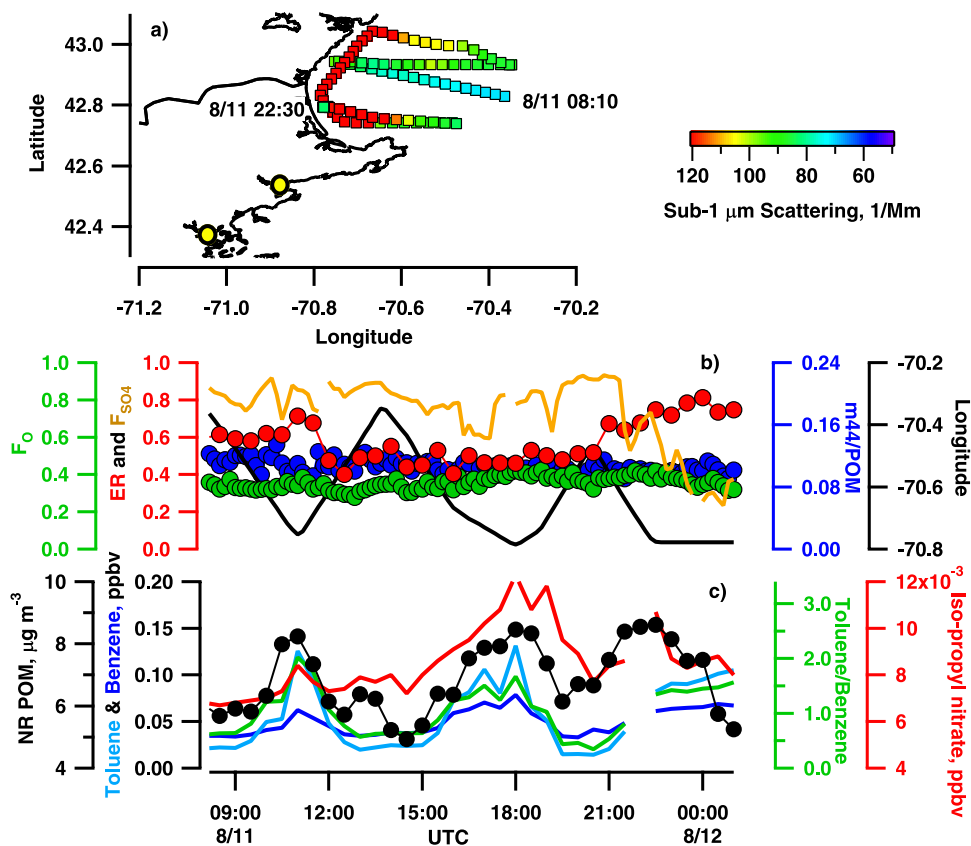 a)
43.0
42.8
42.6
42.4
Latitude
8/11 22:30
8/11 08:10
120 100 80 60
Sub-1 μm Scattering, 1/Mm
-71.2 -71.0 -70.8 -70.6 -70.4 -70.2
Longitude
b)
F_O
1.0
0.8
0.6
0.4
0.2
0.0
ER and F_SO4
1.0
0.8
0.6
0.4
0.2
0.0
0.24
0.16
0.08
0.00
m44/POM
-70.2
-70.4
-70.6
-70.8
Longitude
c)
NR POM, μg m⁻³
10
8
6
4
Toluene & Benzene, ppbv
0.20
0.15
0.10
0.05
0.00
3.0
2.0
1.0
0.0
Toluene/Benzene
12x10⁻³
10
8
6
4
Iso-propyl nitrate, ppbv
09:00 12:00 15:00 18:00 21:00 00:00
8/11 UTC 8/12